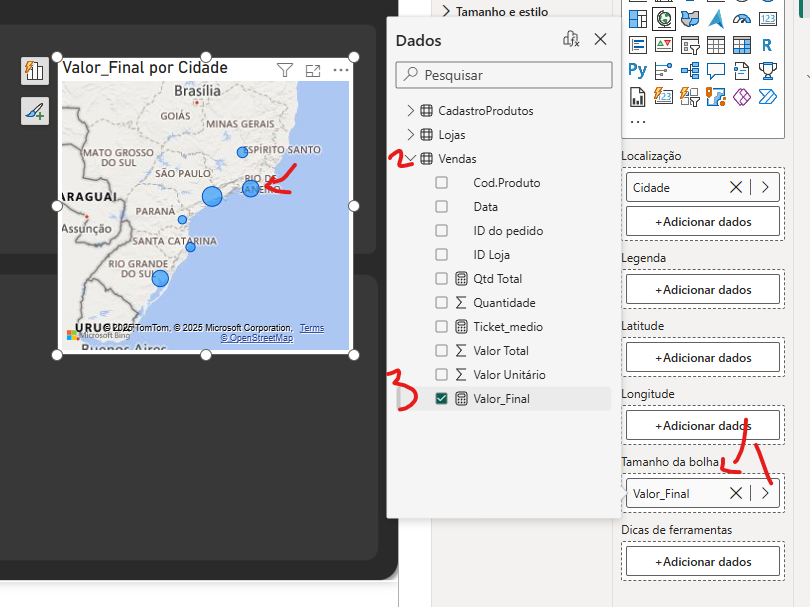 Tamanho e estilo
Dados
Pesquisar
CadastroProdutos
Lojas
2
Vendas
Cod.Produto
Data
ID do pedido
ID Loja
Qtd Total
Quantidade
Ticket_medio
Valor Total
Valor Unitário
3
Valor_Final
Valor_Final por Cidade
Brasília
GOIÁS
MINAS GERAIS
MATO GROSSO
DO SUL
ESPÍRITO SANTO
SÃO PAULO
RIO DE
JANEIRO
ARAGUAI
PARANÁ
Assunção
SANTA CATARINA
RIO GRANDE
DO SUL
URUG
© 2025 TomTom, © 2025 Microsoft Corporation, Terms
Microsoft Bing
© OpenStreetMap
Buenos Aires
123
R
Py
...
Localização
Cidade
+Adicionar dados
Legenda
+Adicionar dados
Latitude
+Adicionar dados
Longitude
+Adicionar dados
1
Tamanho da bolha
Valor_Final
Dicas de ferramentas
+Adicionar dados